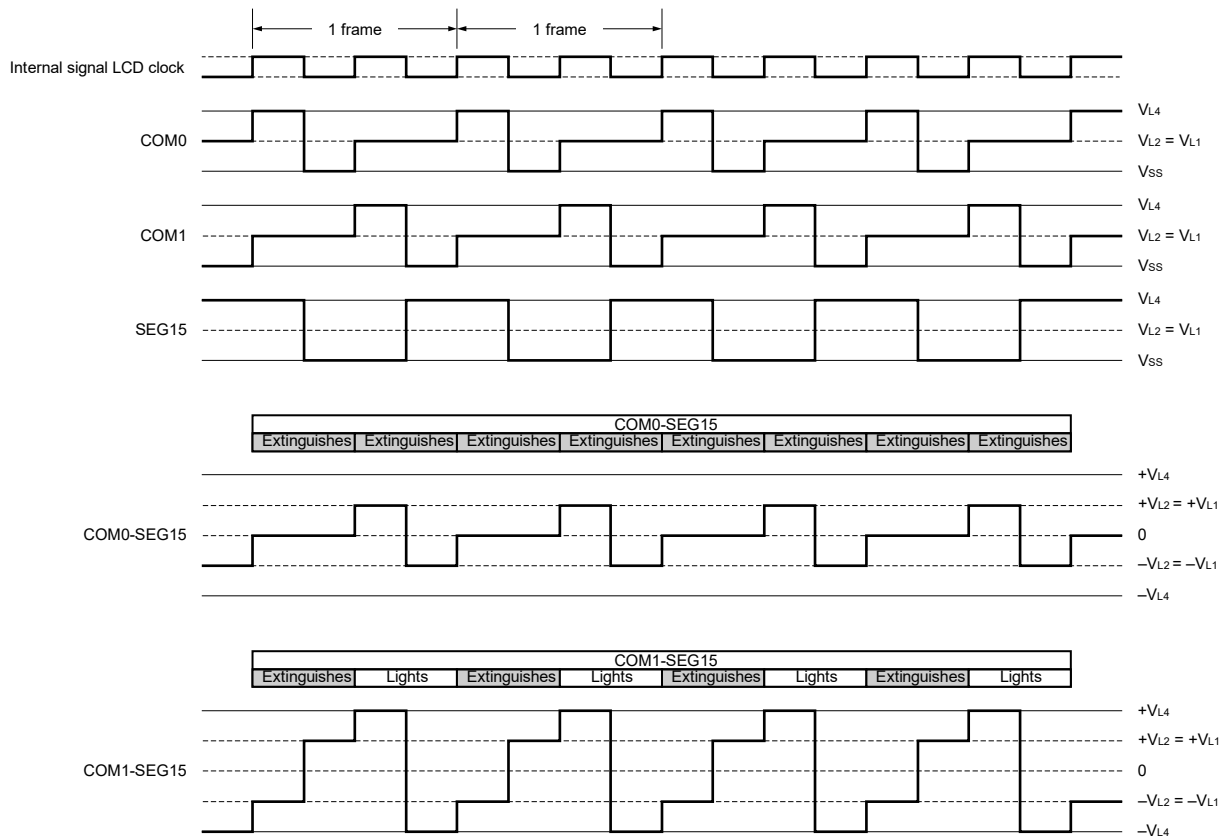 1 frame 1 frame
Internal signal LCD clock
COM0
VL4
VL2 = VL1
VSS
COM1
VL4
VL2 = VL1
VSS
SEG15
VL4
VL2 = VL1
VSS
COM0-SEG15
Extinguishes Extinguishes Extinguishes Extinguishes Extinguishes Extinguishes Extinguishes Extinguishes
COM0-SEG15
+VL4
+VL2 = +VL1
0
–VL2 = –VL1
–VL4
COM1-SEG15
Extinguishes Lights Extinguishes Lights Extinguishes Lights Extinguishes Lights
COM1-SEG15
+VL4
+VL2 = +VL1
0
–VL2 = –VL1
–VL4